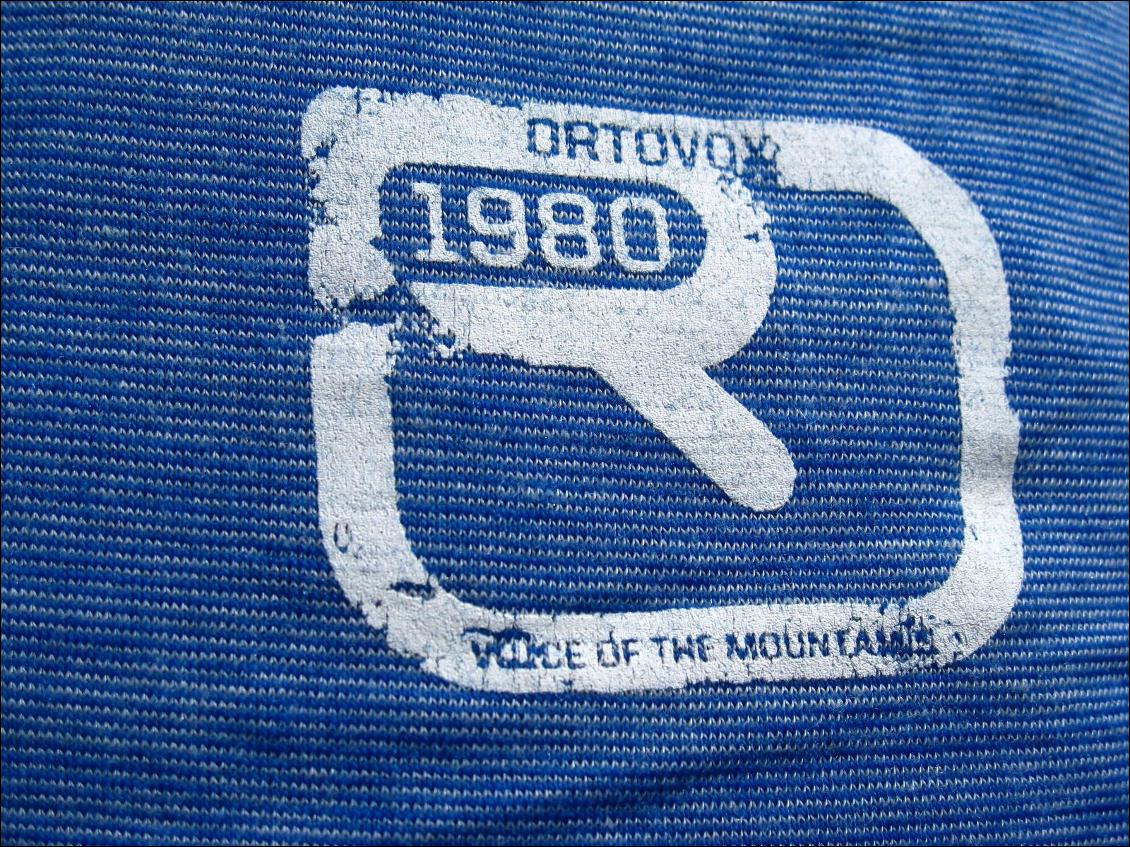 ORTOVOX
1980
VOICE OF THE MOUNTAINS